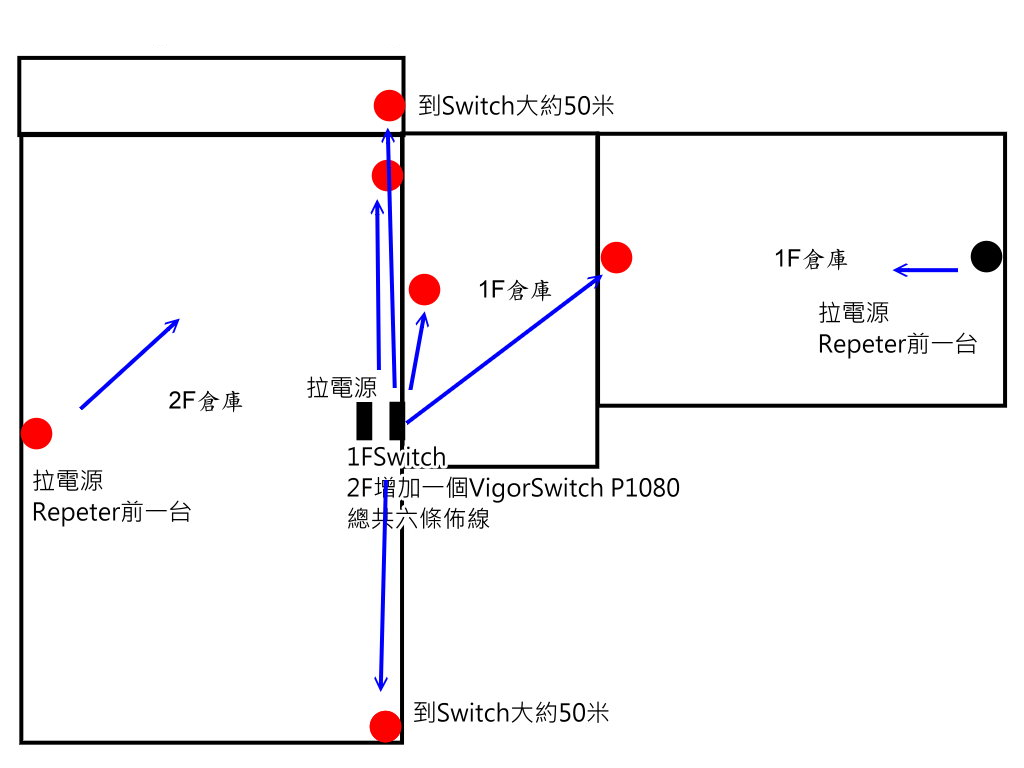 到Switch大約50米
1F倉庫
1F倉庫
拉電源
Repeter前一台
拉電源
2F倉庫
1FSwitch
2F增加一個VigorSwitch P1080
總共六條佈線
拉電源
Repeter前一台
到Switch大約50米